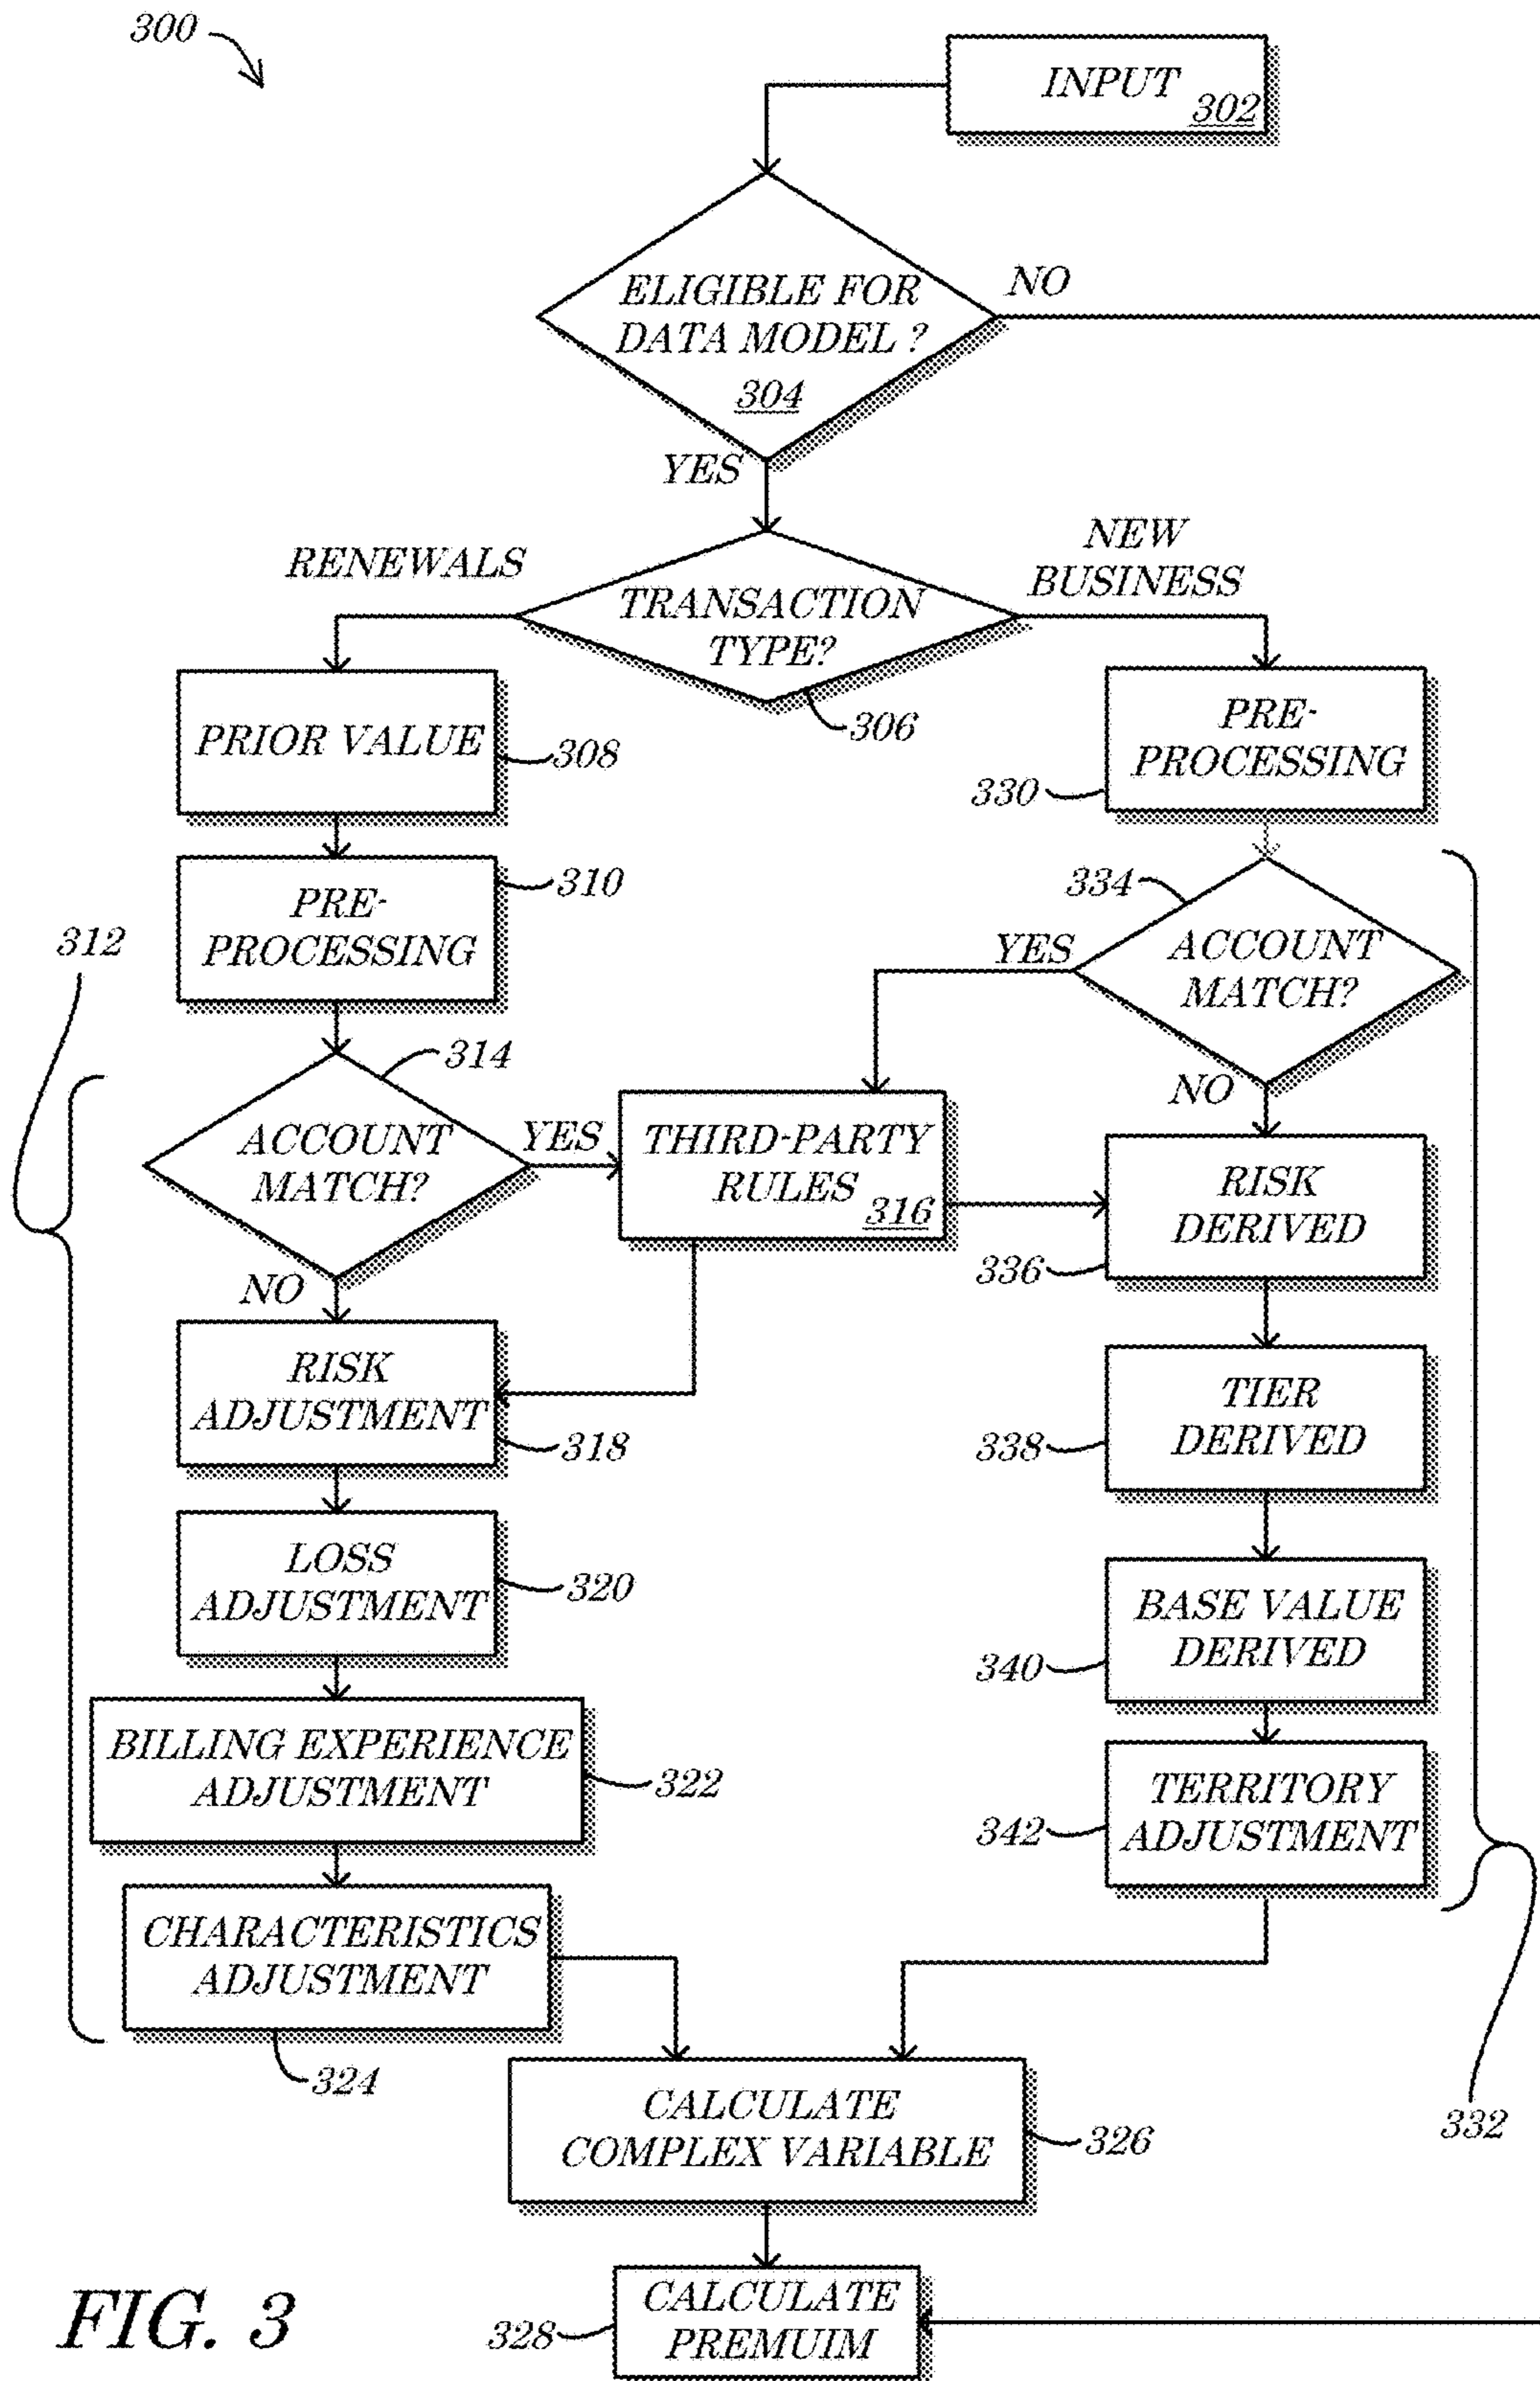 300
INPUT
302
ELIGIBLE FOR
DATA MODEL ?
304
NO
YES
RENEWALS
NEW
BUSINESS
TRANSACTION
TYPE?
306
PRIOR VALUE
308
PRE-
PROCESSING
330
PRE-
PROCESSING
310
312
334
ACCOUNT
MATCH?
YES
NO
314
ACCOUNT
MATCH?
YES
NO
THIRD-PARTY
RULES
316
RISK
DERIVED
336
RISK
ADJUSTMENT
318
TIER
DERIVED
338
LOSS
ADJUSTMENT
320
BASE VALUE
DERIVED
340
BILLING EXPERIENCE
ADJUSTMENT
322
TERRITORY
ADJUSTMENT
342
CHARACTERISTICS
ADJUSTMENT
324
332
CALCULATE
COMPLEX VARIABLE
326
CALCULATE
PREMUIM
328
FIG. 3